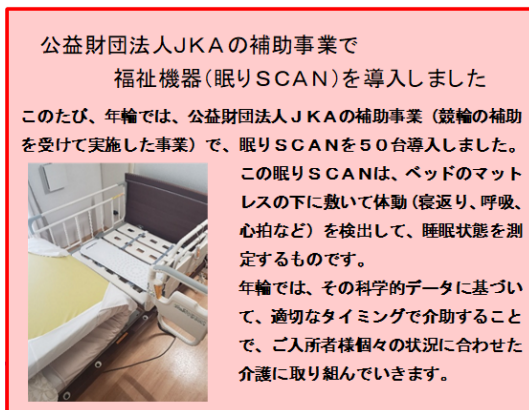 公益財団法人JKAの補助事業で
福祉機器(眠りSCAN)を導入しました
このたび、年輪では、公益財団法人JKAの補助事業（競輪の補助
を受けて実施した事業）で、眠りSCANを50台導入しました。
この眠りSCANは、ベッドのマット
レスの下に敷いて体動（寝返り、呼吸、
心拍など）を検出して、睡眠状態を測
定するものです。
年輪では、その科学的データに基づい
て、適切なタイミングで介助すること
で、ご入所者様個々の状況に合わせた
介護に取り組んでいきます。